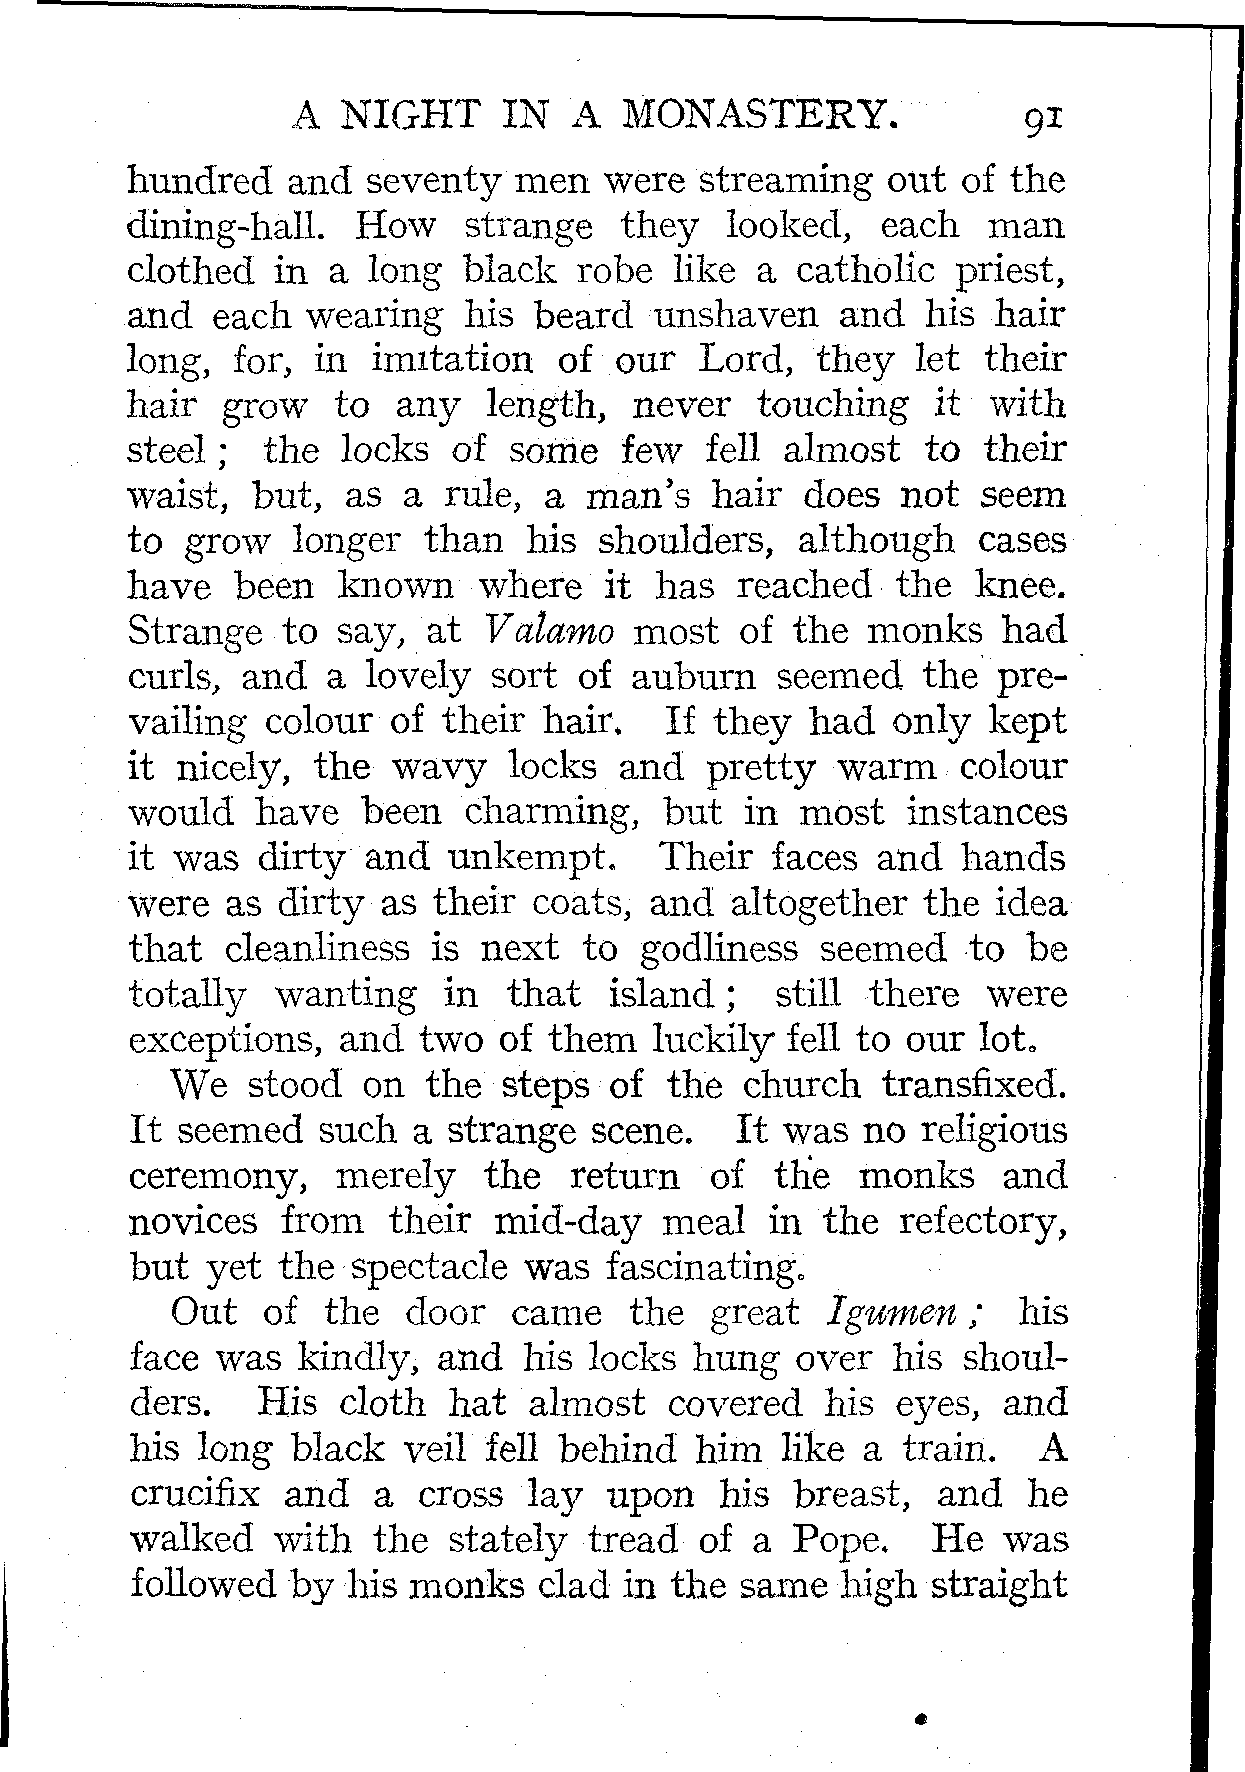 A NIGHT IN A MONASTERY. 91
hundred and seventy men were streaming out of the
dining-hall. How strange they looked, each man
clothed in a long black robe like a catholic priest,
and each wearing his beard unshaven and his hair
long, for, in imitation of our Lord, they let their
hair grow to any length, never touching it with
steel ; the locks of some few fell almost to their
waist, but, as a rule, a man's hair does not seem
to grow longer than his shoulders, although cases
have been known where it has reached the knee.
Strange to say, at Valamo most of the monks had
curls, and a lovely sort of auburn seemed the pre-
vailing colour of their hair. If they had only kept
it nicely, the wavy locks and pretty warm colour
would have been charming, but in most instances
it was dirty and unkempt. Their faces and hands
were as dirty as their coats, and altogether the idea
that cleanliness is next to godliness seemed to be
totally wanting in that island ; still there were
exceptions, and two of them luckily fell to our lot.
We stood on the steps of the church transfixed.
It seemed such a strange scene. It was no religious
ceremony, merely the return of the monks and
novices from their mid-day meal in the refectory,
but yet the spectacle was fascinating.
Out of the door came the great Igumen ; his
face was kindly, and his locks hung over his shoul-
ders. His cloth hat almost covered his eyes, and
his long black veil fell behind him like a train. A
crucifix and a cross lay upon his breast, and he
walked with the stately tread of a Pope. He was
followed by his monks clad in the same high straight